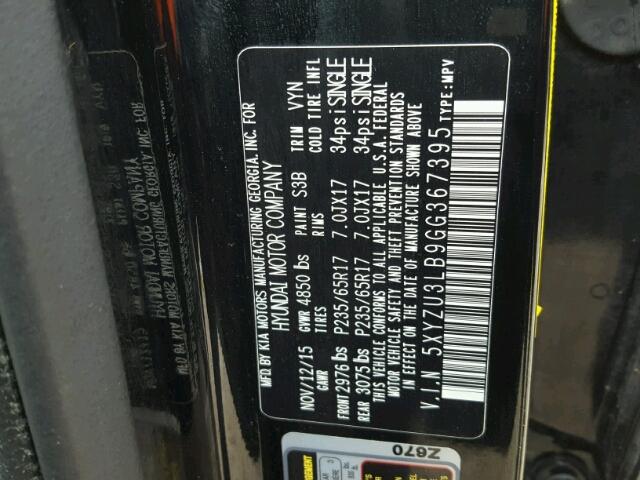 MFD BY KIA MOTORS MANUFACTURING GEORGIA, INC. FOR
HYUNDAI MOTOR COMPANY
NOV/12/15 GVWR 4850 lbs PAINT S3B TRIM VYN
GAWR TIRES RIMS COLD TIRE INFL
FRONT 2976 lbs P235/65R17 7.0JX17 34psi SINGLE
REAR 3075 lbs P235/65R17 7.0JX17 34psi SINGLE
THIS VEHICLE CONFORMS TO ALL APPLICABLE U.S.A. FEDERAL
MOTOR VEHICLE SAFETY AND THEFT PREVENTION STANDARDS
IN EFFECT ON THE DATE OF MANUFACTURE SHOWN ABOVE
V.I.N 5XYZU3LB9GG367395 TYPE:MPV
Z670